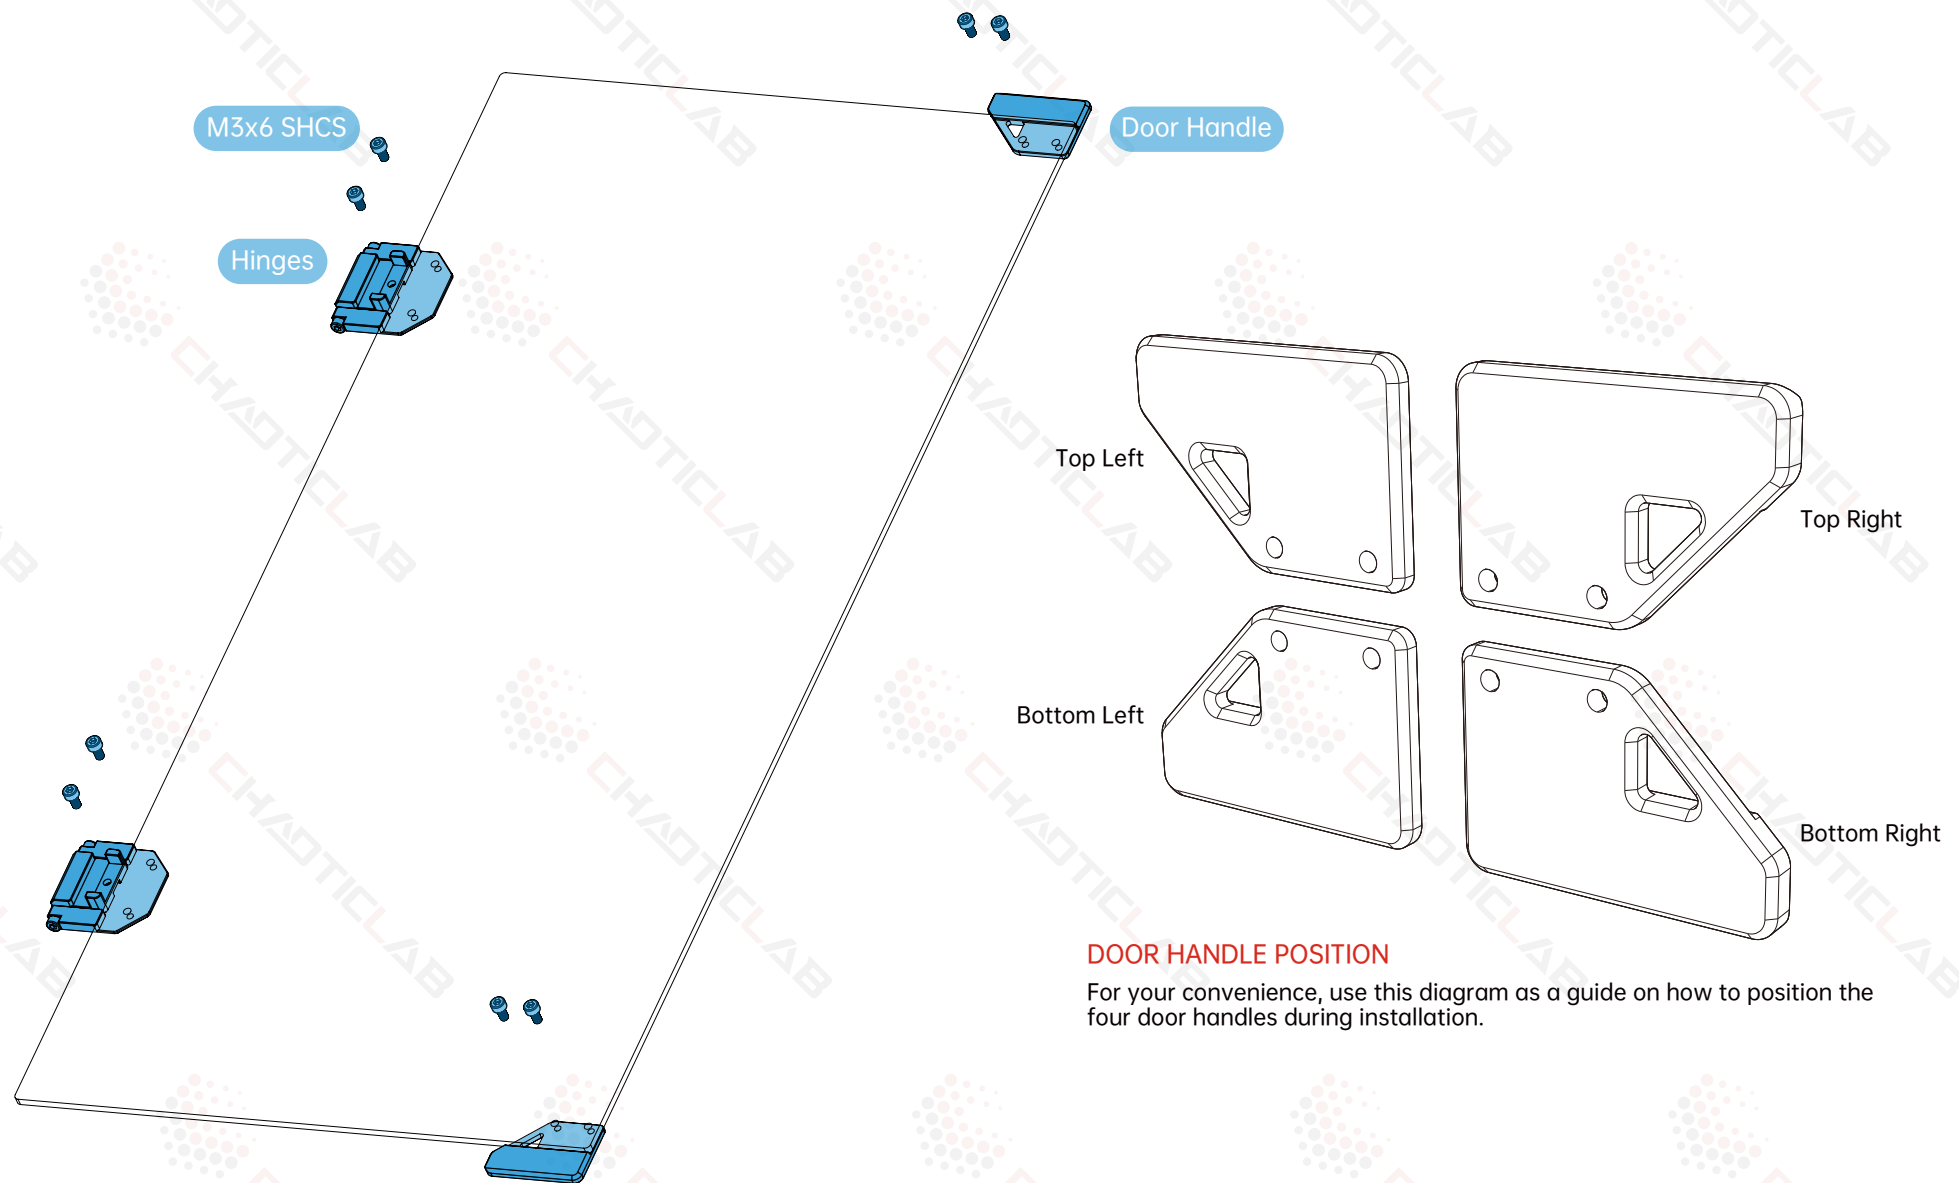 M3x6 SHCS
Door Handle
Hinges
Top Left
Top Right
Bottom Left
Bottom Right
DOOR HANDLE POSITION
For your convenience, use this diagram as a guide on how to position the
four door handles during installation.
CHAOTICLAB